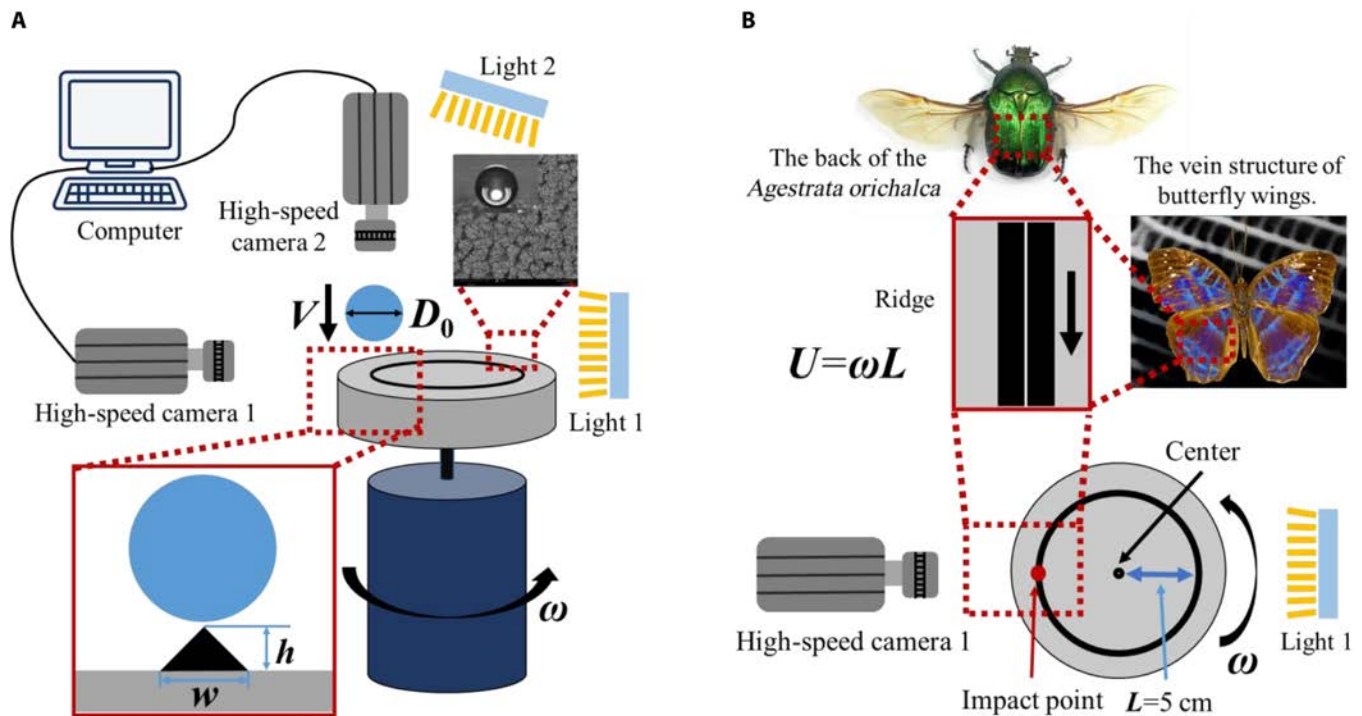 A
Light 2
Computer
High-speed
camera 2
V
D0
High-speed camera 1
Light 1
h
w
ω
B
The back of the
Agestrata orichalca
The vein structure of
butterfly wings.
Ridge
U=ωL
Center
High-speed camera 1
Light 1
ω
Impact point
L=5 cm